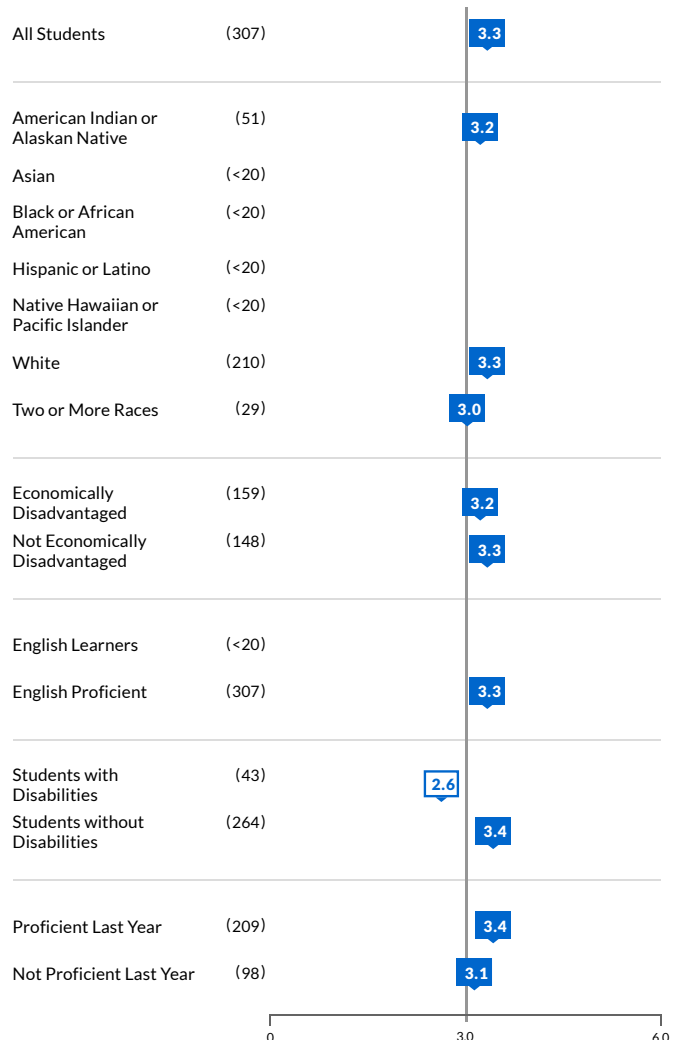 All Students (307) 3.3
American Indian or (51) 3.2
Alaskan Native
Asian (<20)
Black or African (<20)
American
Hispanic or Latino (<20)
Native Hawaiian or (<20)
Pacific Islander
White (210) 3.3
Two or More Races (29) 3.0
Economically (159) 3.2
Disadvantaged
Not Economically (148) 3.3
Disadvantaged
English Learners (<20)
English Proficient (307) 3.3
Students with (43) 2.6
Disabilities
Students without (264) 3.4
Disabilities
Proficient Last Year (209) 3.4
Not Proficient Last Year (98) 3.1
0 3.0 6.0